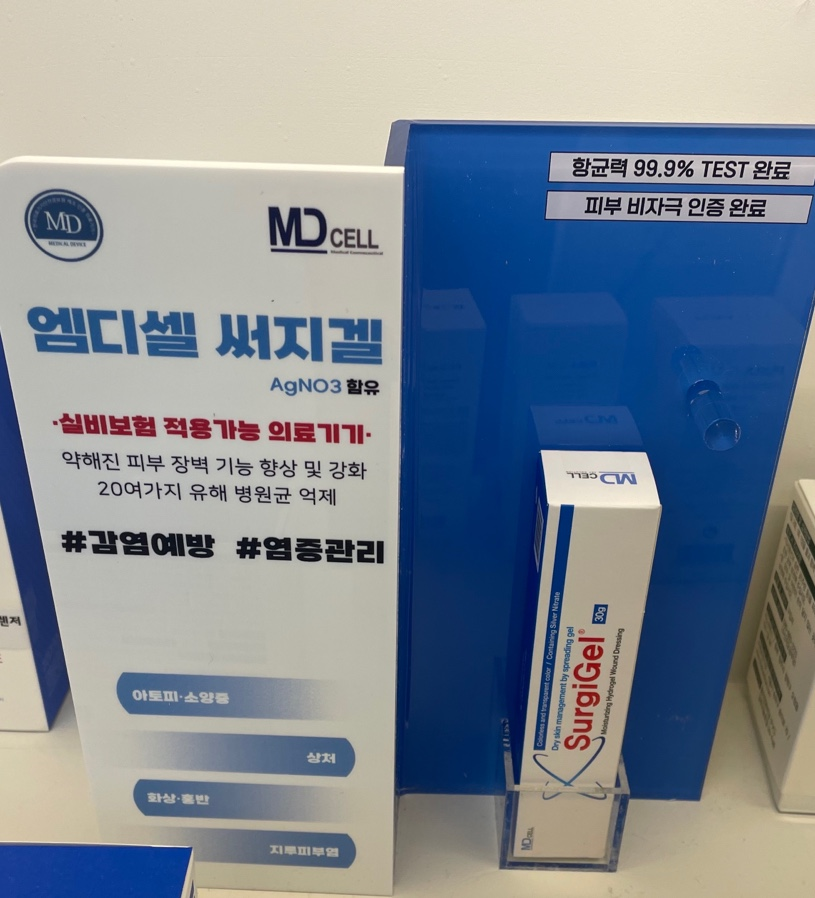 MD
MEDICAL DEVICE
MD CELL
Medical Cosmeceutical
엠디셀 써지겔
AgNO3 함유
·실비보험 적용가능 의료기기·
약해진 피부 장벽 기능 향상 및 강화
20여가지 유해 병원균 억제
#감염예방 #염증관리
아토피·소양증
상처
화상·홍반
지루피부염
항균력 99.9% TEST 완료
피부 비자극 인증 완료
MD CELL
Colorless and transparent color / Containing Silver Nitrate
Dry skin management by spreading gel
SurgiGel® 30g
Moisturizing Hydrogel Wound Dressing
MD CELL
렌저